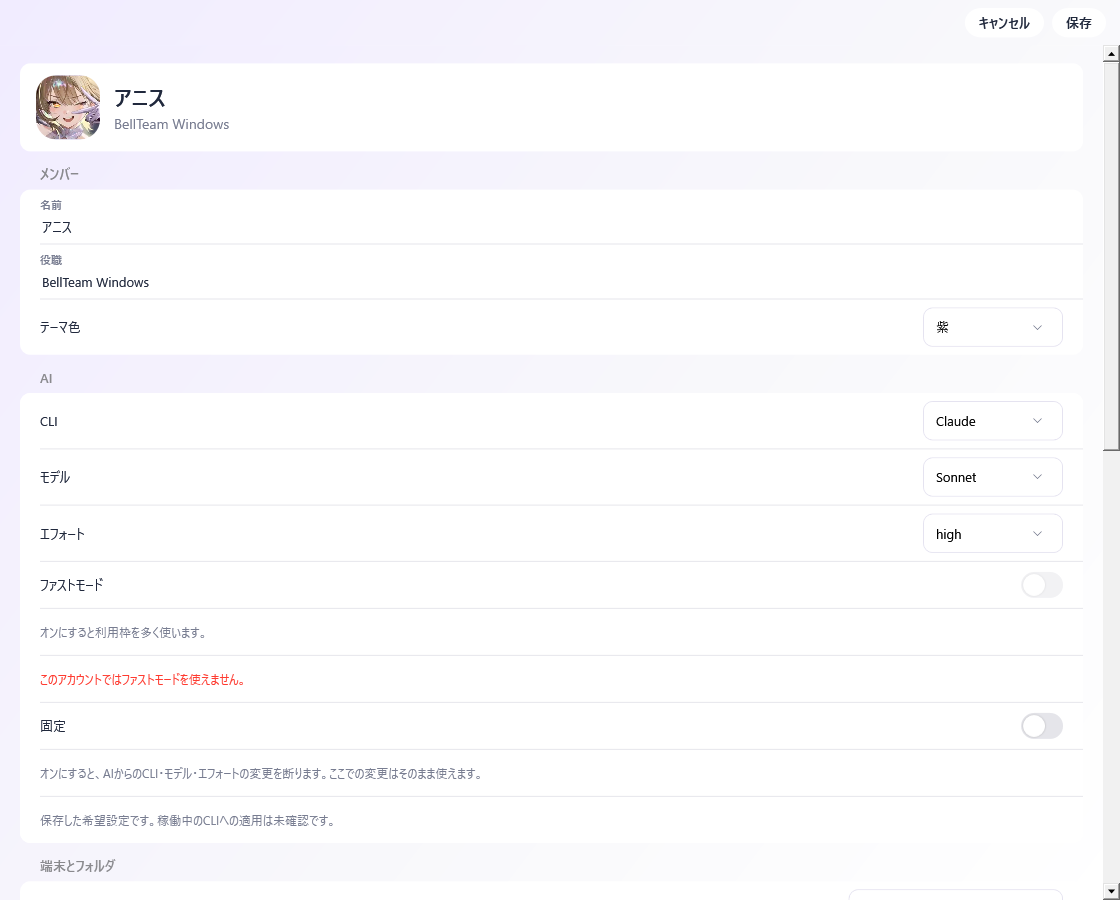 キャンセル
保存
アニス
BellTeam Windows
メンバー
名前
アニス
役職
BellTeam Windows
テーマ色
紫
AI
CLI
Claude
モデル
Sonnet
エフォート
high
ファストモード
オンにすると利用枠を多く使います。
このアカウントではファストモードを使えません。
固定
オンにすると、AIからのCLI・モデル・エフォートの変更を断ります。ここでの変更はそのまま使えます。
保存した希望設定です。稼働中のCLIへの適用は未確認です。
端末とフォルダ